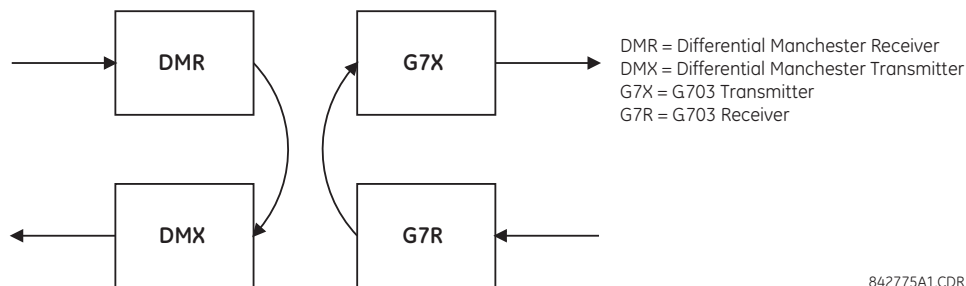 DMR
G7X
DMR = Differential Manchester Receiver
DMX = Differential Manchester Transmitter
G7X = G703 Transmitter
G7R = G703 Receiver
DMX
G7R
842775A1.CDR